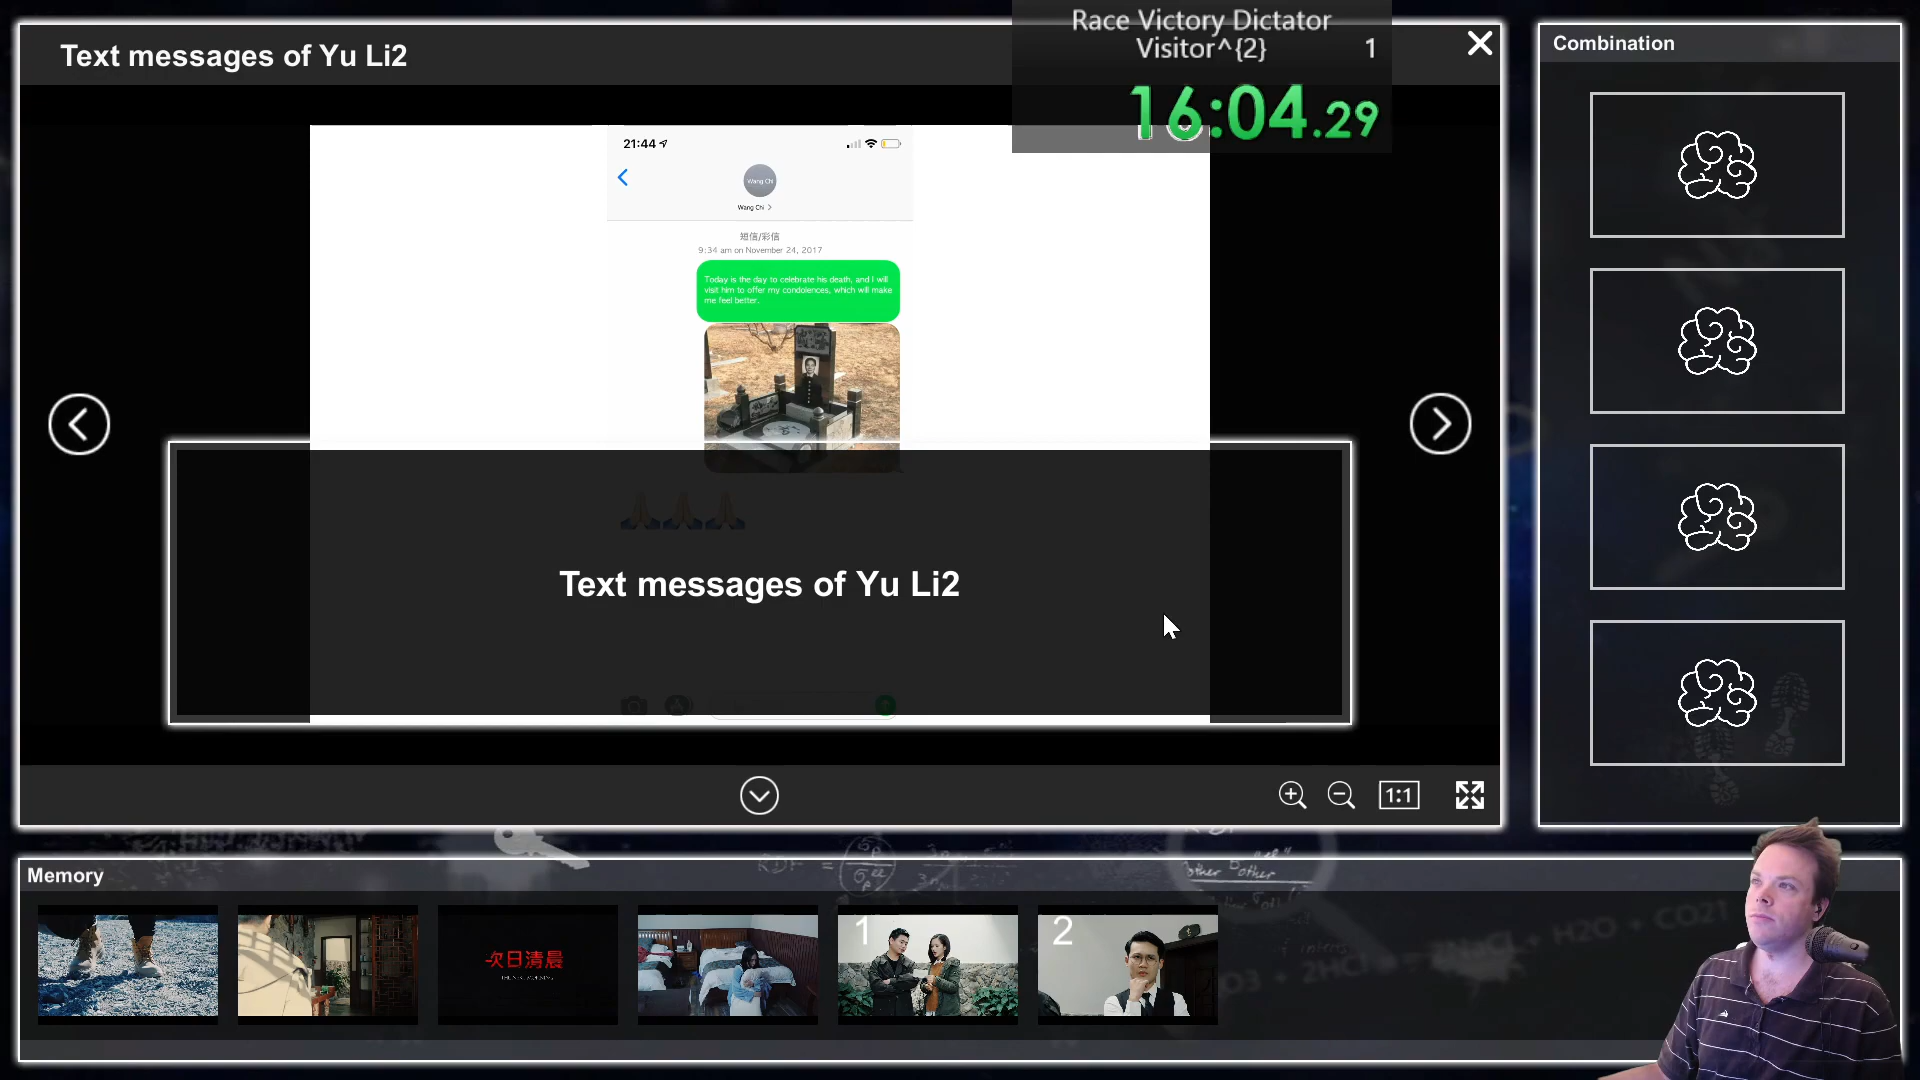 Text messages of Yu Li2
Race Victory Dictator
Visitor^{2} 1
16:04.29
Combination
21:44
Wang Chi
Wang Chi
短信/彩信
9:34 am on November 24, 2017
Today is the day to celebrate his death, and I will
visit him to offer my condolences, which will make
me feel better.
Text messages of Yu Li2
1:1
Memory
次日清晨
1
2